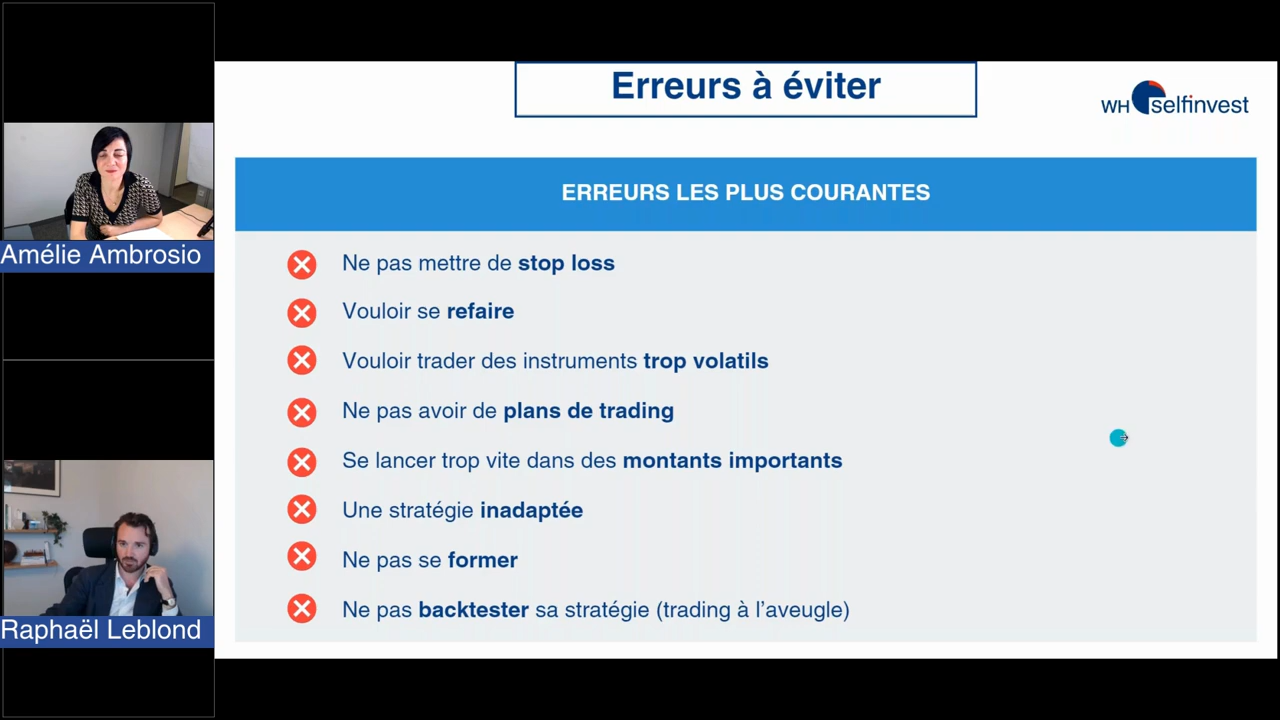 Erreurs à éviter
WH selfinvest
ERREURS LES PLUS COURANTES
Ne pas mettre de stop loss
Vouloir se refaire
Vouloir trader des instruments trop volatils
Ne pas avoir de plans de trading
Se lancer trop vite dans des montants importants
Une stratégie inadaptée
Ne pas se former
Ne pas backtester sa stratégie (trading à l’aveugle)
Amélie Ambrosio
Raphaël Leblond